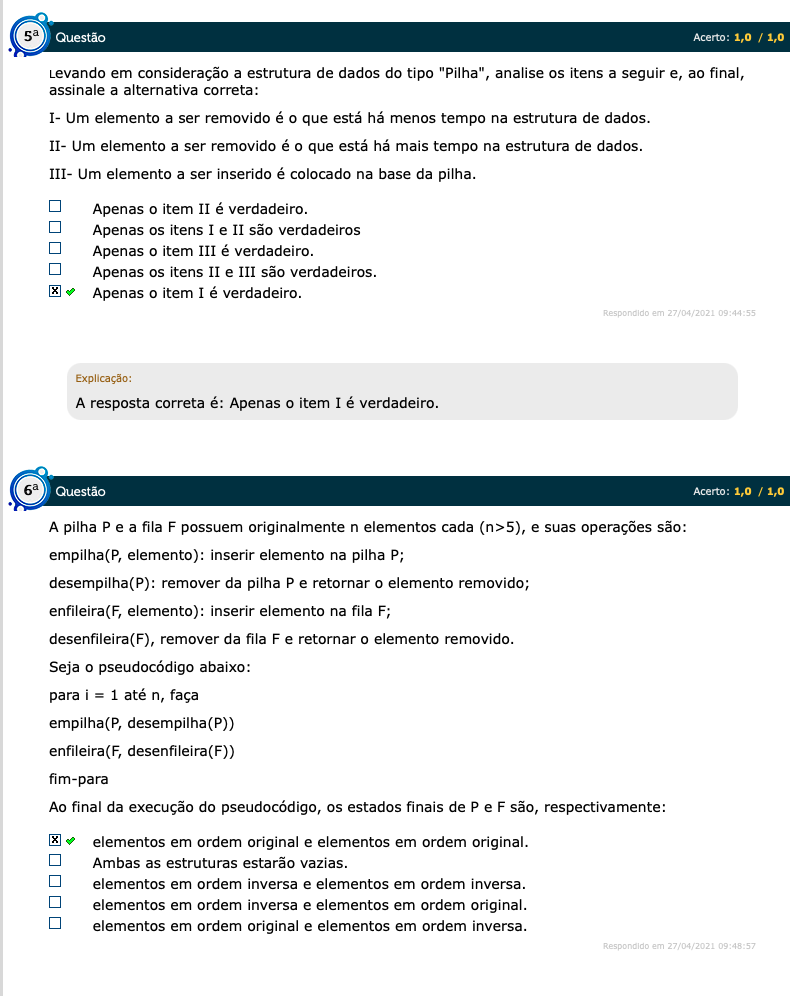 5ª Questão Acerto: 1,0 / 1,0
Levando em consideração a estrutura de dados do tipo "Pilha", analise os itens a seguir e, ao final,
assinale a alternativa correta:
I- Um elemento a ser removido é o que está há menos tempo na estrutura de dados.
II- Um elemento a ser removido é o que está há mais tempo na estrutura de dados.
III- Um elemento a ser inserido é colocado na base da pilha.
Apenas o item II é verdadeiro.
Apenas os itens I e II são verdadeiros
Apenas o item III é verdadeiro.
Apenas os itens II e III são verdadeiros.
X Apenas o item I é verdadeiro.
Respondido em 27/04/2021 09:44:55
Explicação:
A resposta correta é: Apenas o item I é verdadeiro.
6ª Questão Acerto: 1,0 / 1,0
A pilha P e a fila F possuem originalmente n elementos cada (n>5), e suas operações são:
empilha(P, elemento): inserir elemento na pilha P;
desempilha(P): remover da pilha P e retornar o elemento removido;
enfileira(F, elemento): inserir elemento na fila F;
desenfileira(F), remover da fila F e retornar o elemento removido.
Seja o pseudocódigo abaixo:
para i = 1 até n, faça
empilha(P, desempilha(P))
enfileira(F, desenfileira(F))
fim-para
Ao final da execução do pseudocódigo, os estados finais de P e F são, respectivamente:
X elementos em ordem original e elementos em ordem original.
Ambas as estruturas estarão vazias.
elementos em ordem inversa e elementos em ordem inversa.
elementos em ordem inversa e elementos em ordem original.
elementos em ordem original e elementos em ordem inversa.
Respondido em 27/04/2021 09:48:57